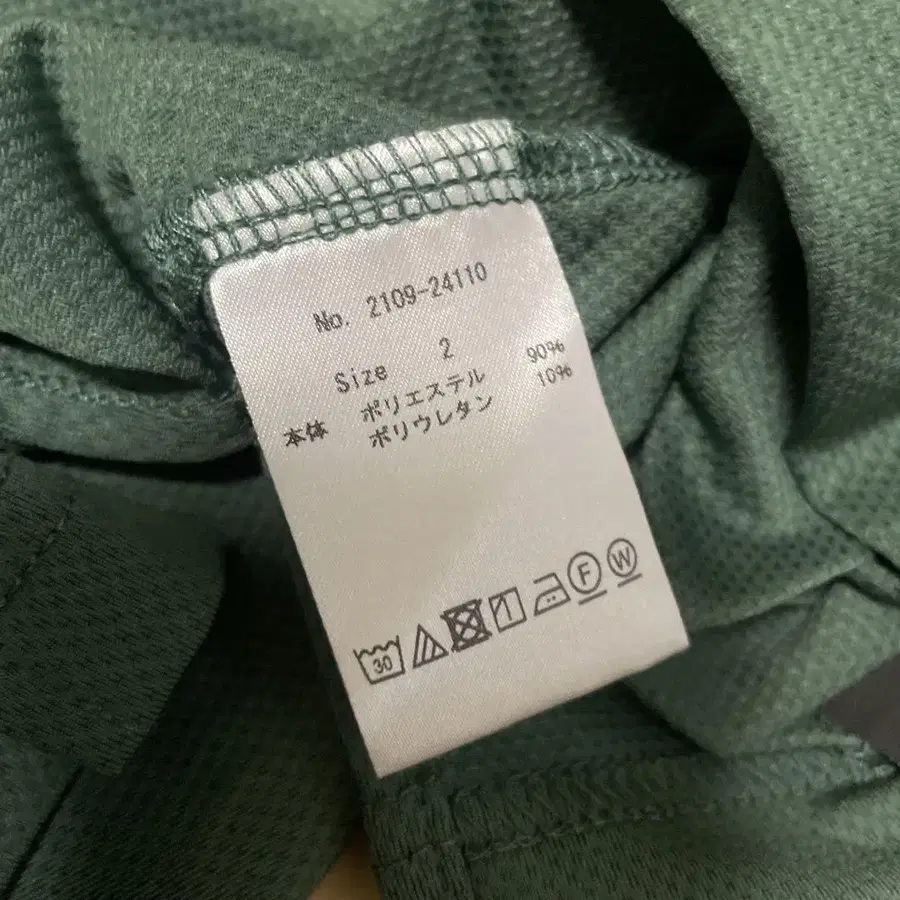 No. 2109-24110
Size 2
本体 ポリエステル 90%
ポリウレタン 10%
30 F W